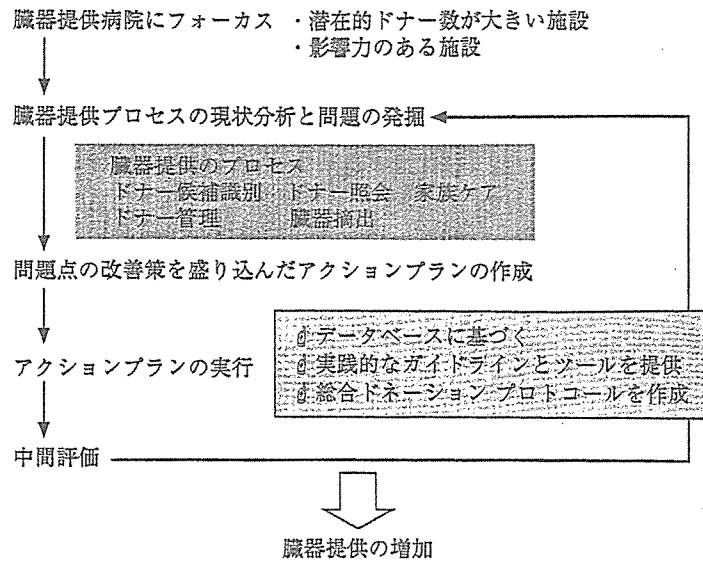 臓器提供病院にフォーカス ・潜在的ドナー数が大きい施設
・影響力のある施設
臓器提供プロセスの現状分析と問題の発掘
臓器提供のプロセス
ドナー候補識別 ドナー照会 家族ケア
ドナー管理 臓器摘出
問題点の改善策を盛り込んだアクションプランの作成
データベースに基づく
アクションプランの実行
実践的なガイドラインとツールを提供
総合ドネーション プロトコールを作成
中間評価
臓器提供の増加